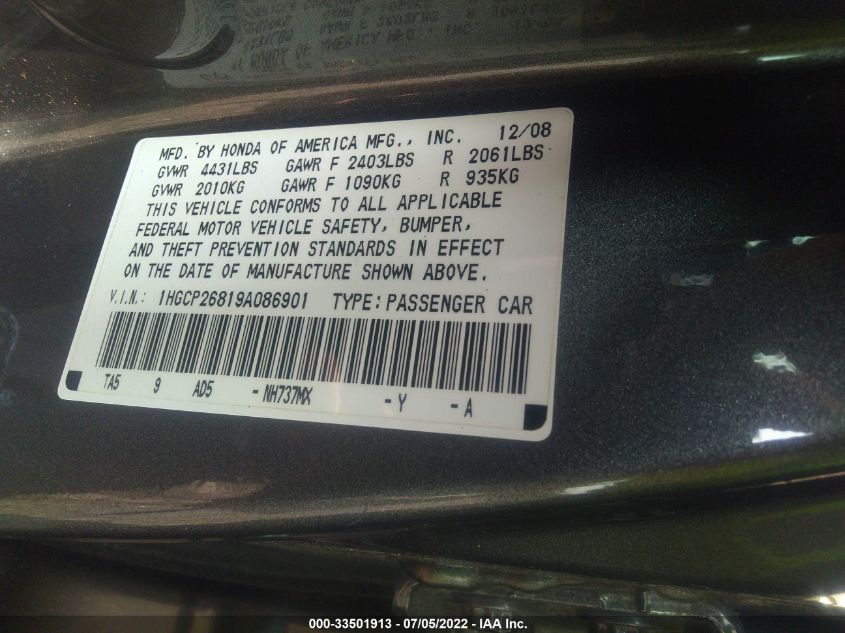 MFD. BY HONDA OF AMERICA MFG., INC. 12/08
GVWR 4431LBS GAWR F 2403LBS R 2061LBS
GVWR 2010KG GAWR F 1090KG R 935KG
THIS VEHICLE CONFORMS TO ALL APPLICABLE
FEDERAL MOTOR VEHICLE SAFETY, BUMPER,
AND THEFT PREVENTION STANDARDS IN EFFECT
ON THE DATE OF MANUFACTURE SHOWN ABOVE.
V.I.N.: 1HGCP26819A086901 TYPE: PASSENGER CAR
TA5 9 AD5 - NH737MX - Y - A
000-33501913 - 07/05/2022 - IAA Inc.